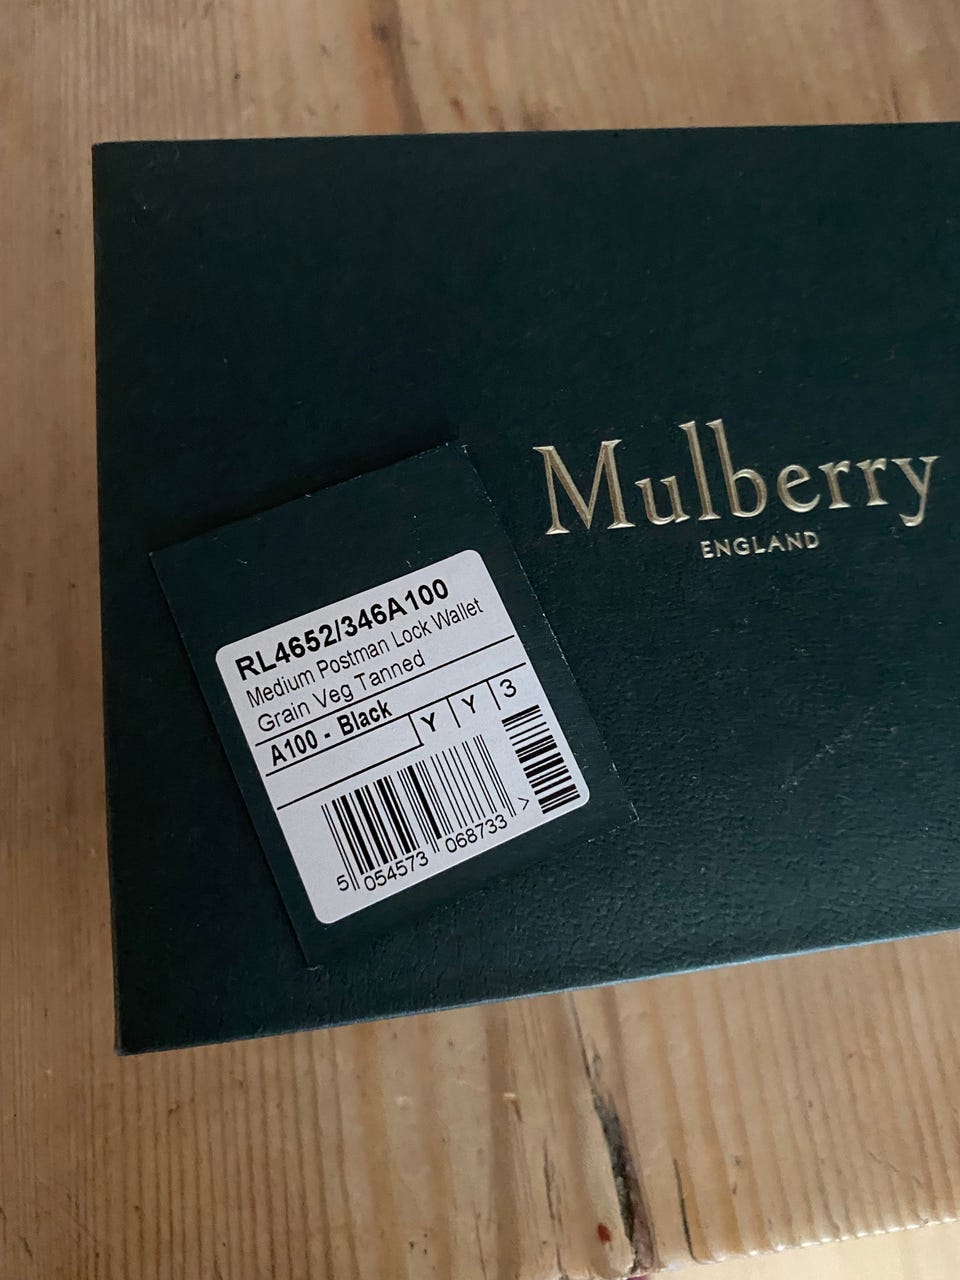 Mulberry
ENGLAND
RL4652/346A100
Medium Postman Lock Wallet
Grain Veg Tanned
A100 - Black
Y Y 3
5 054573 068733 >